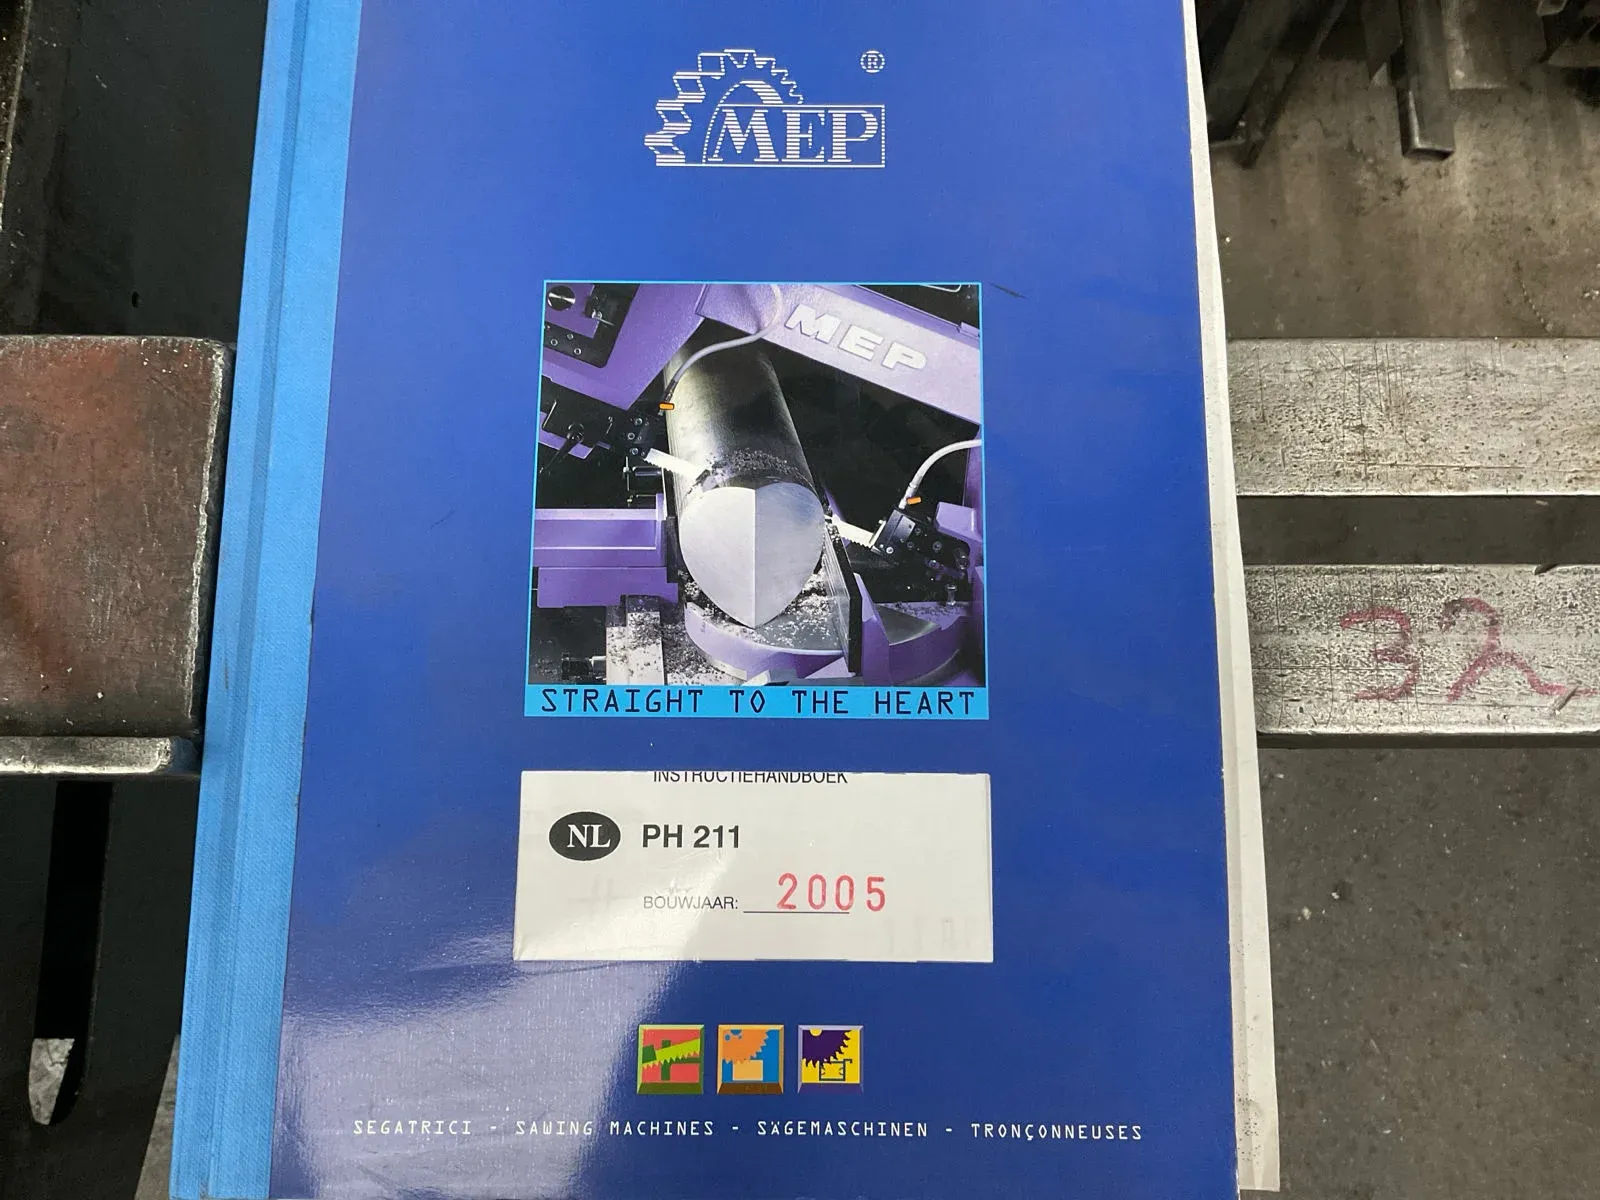 ®
MEP
MEP
STRAIGHT TO THE HEART
INSTRUCTIEHANDBOEK
NL PH 211
BOUWJAAR: 2005
32
SEGATRICI - SAWING MACHINES - SÄGEMASCHINEN - TRONÇONNEUSES